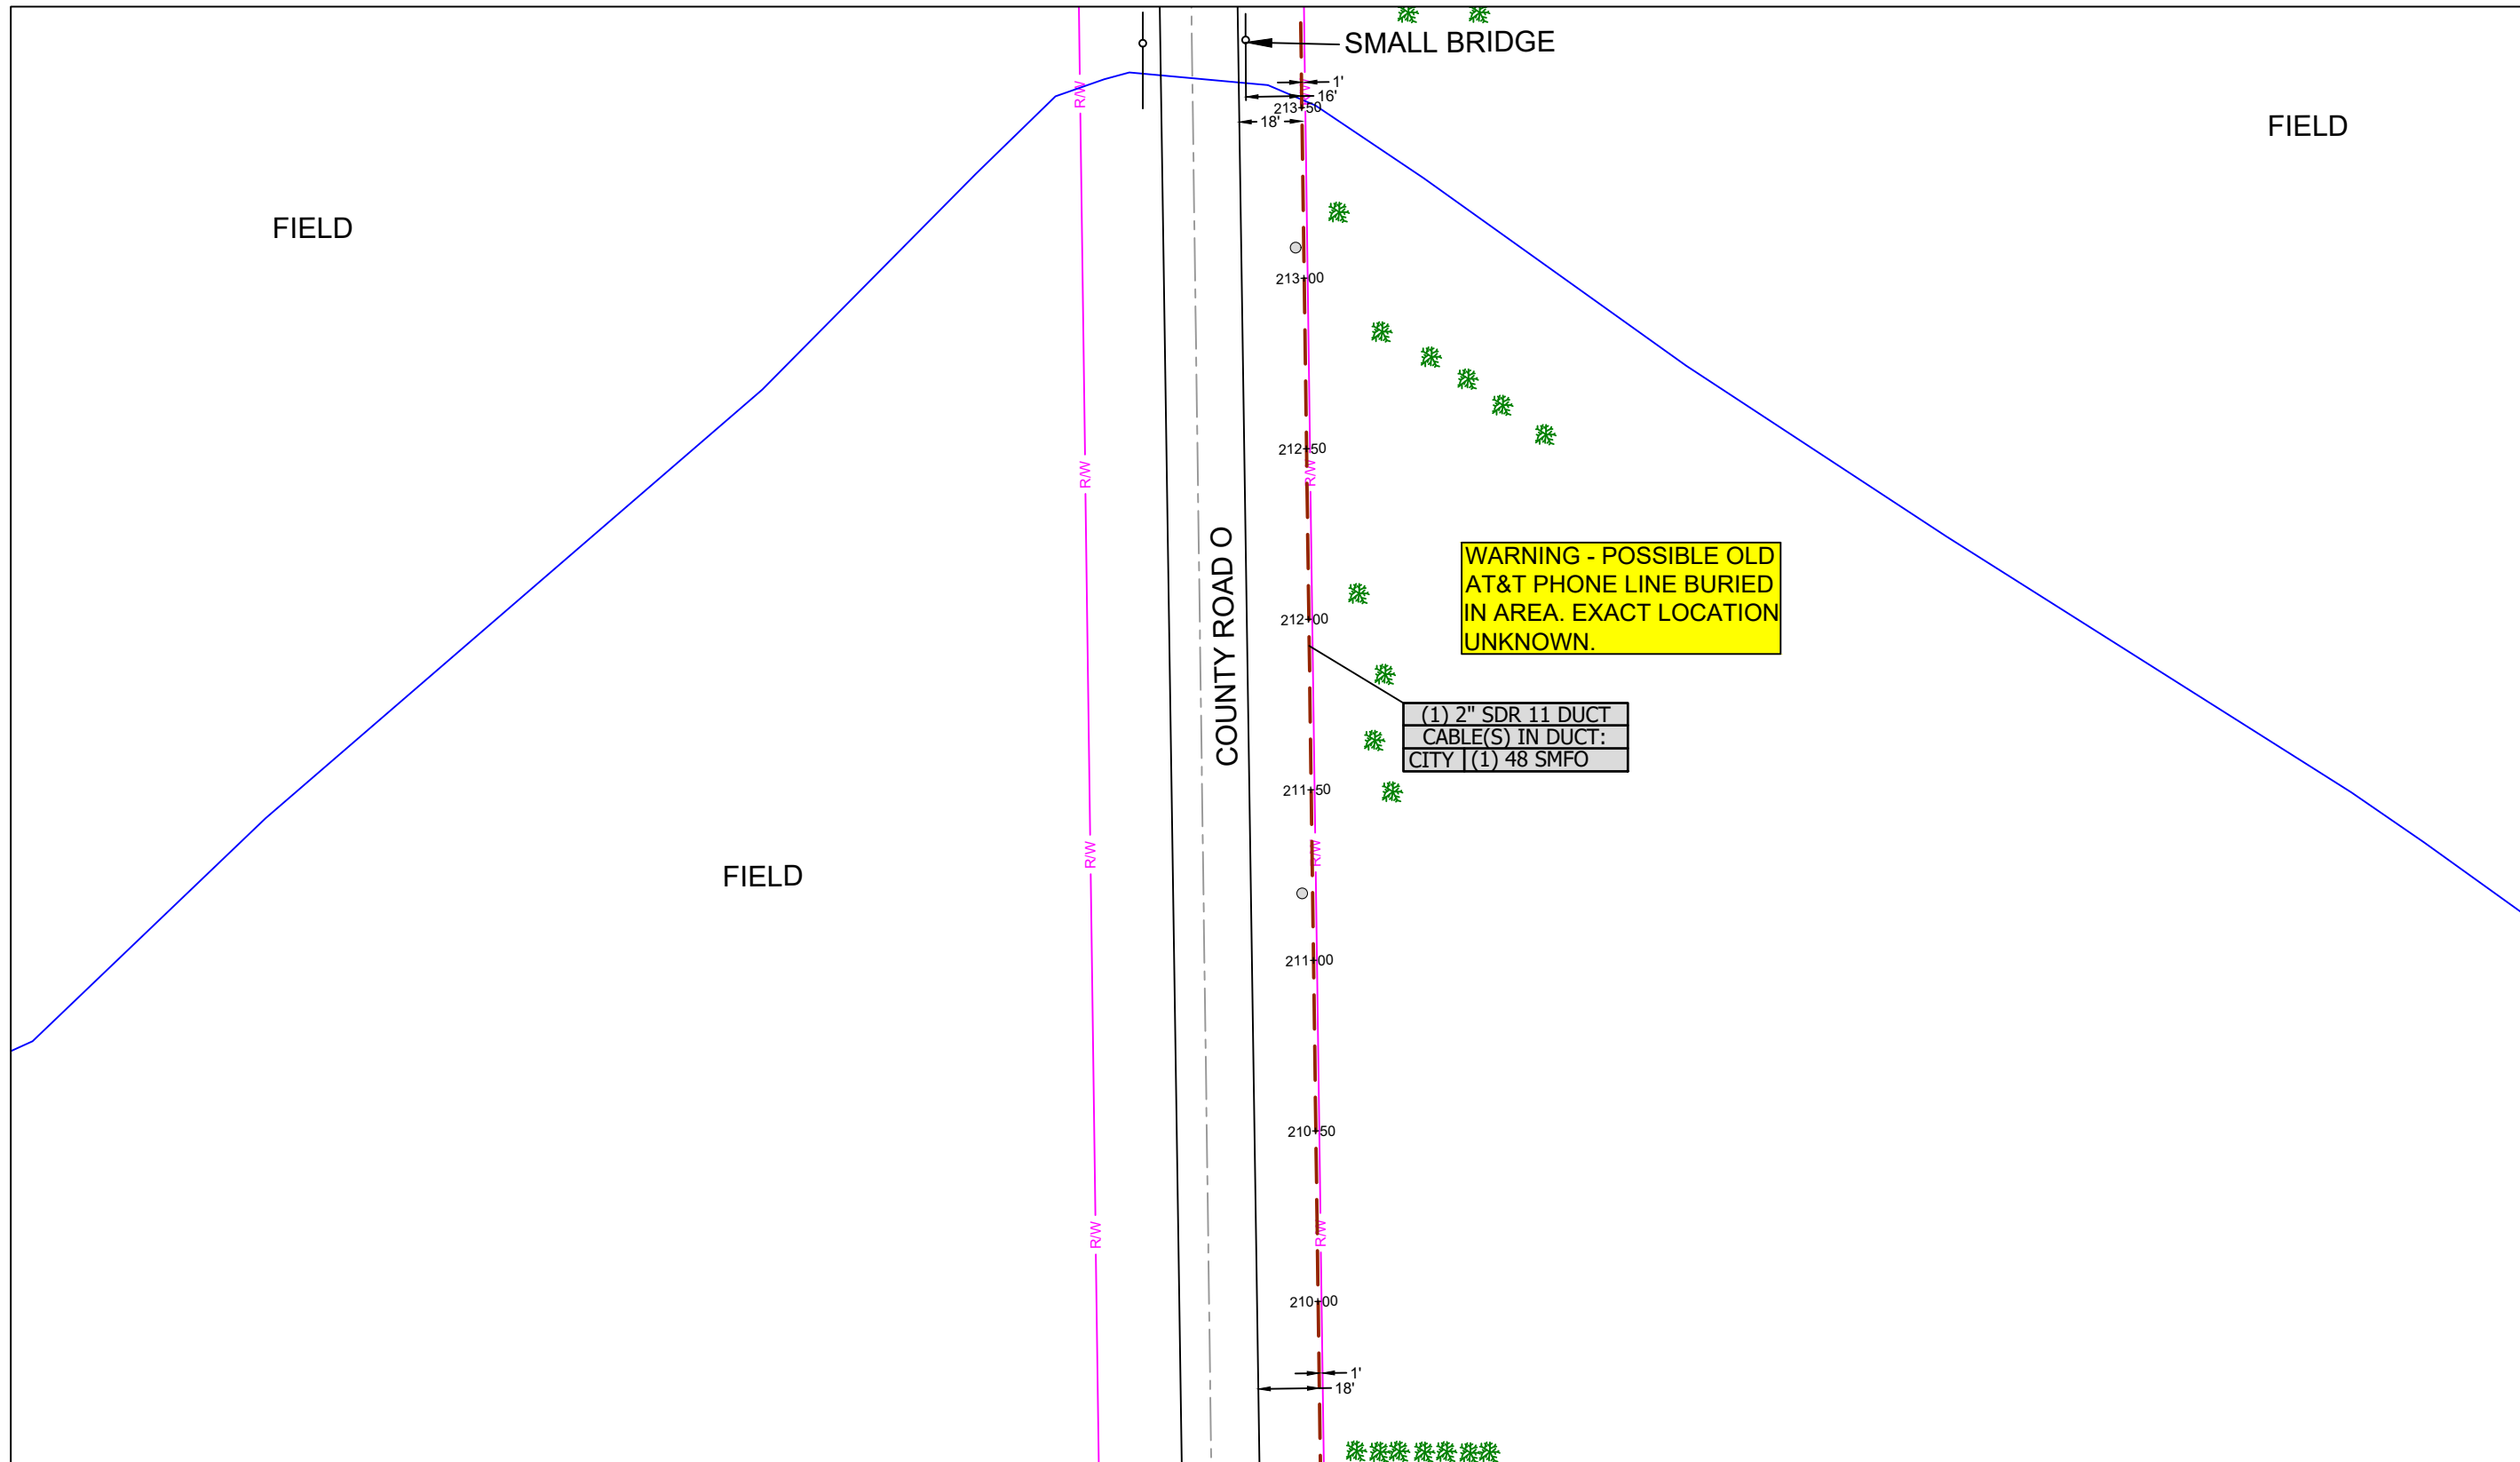 SMALL BRIDGE
1'
R/W
R/W
16'
213+50
18'
FIELD
FIELD
213+00
212+50
R/W
R/W
COUNTY ROAD O
WARNING - POSSIBLE OLD
AT&T PHONE LINE BURIED
IN AREA. EXACT LOCATION
UNKNOWN.
212+00
(1) 2" SDR 11 DUCT
CABLE(S) IN DUCT:
CITY (1) 48 SMFO
211+50
R/W
R/W
FIELD
211+00
210+50
R/W
R/W
210+00
1'
18'